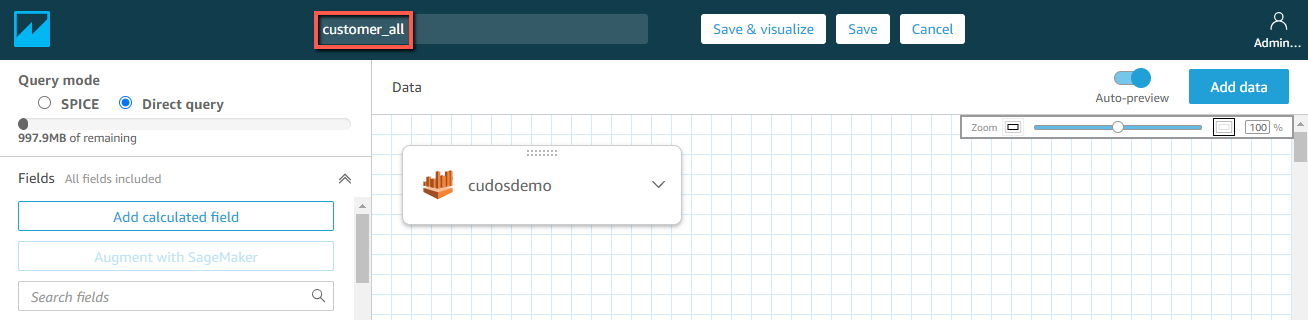 customer_all
Save & visualize
Save
Cancel
Admin...
Query mode
SPICE
Direct query
997.9MB of remaining
Fields All fields included
Add calculated field
Augment with SageMaker
Search fields
Data
Auto-preview
Add data
Zoom
100 %
cudosdemo